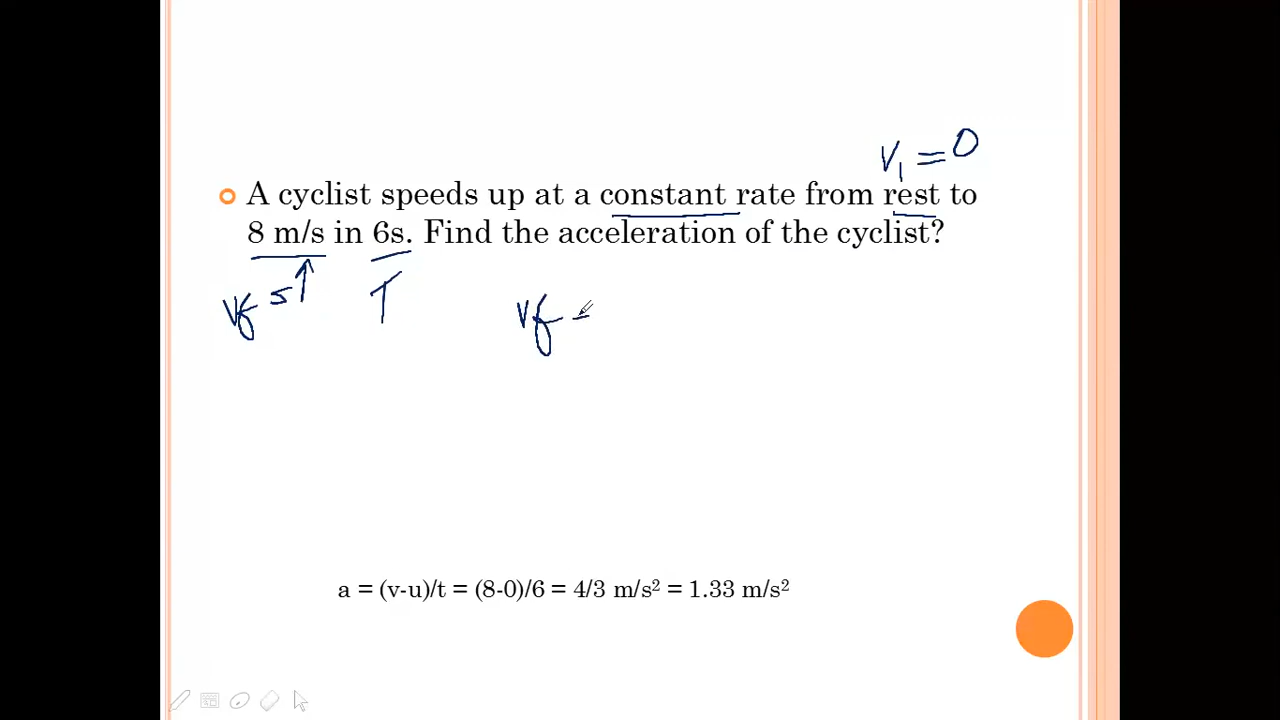 V1 = 0
A cyclist speeds up at a constant rate from rest to
8 m/s in 6s. Find the acceleration of the cyclist?
vf = T
vf =
a = (v-u)/t = (8-0)/6 = 4/3 m/s² = 1.33 m/s²